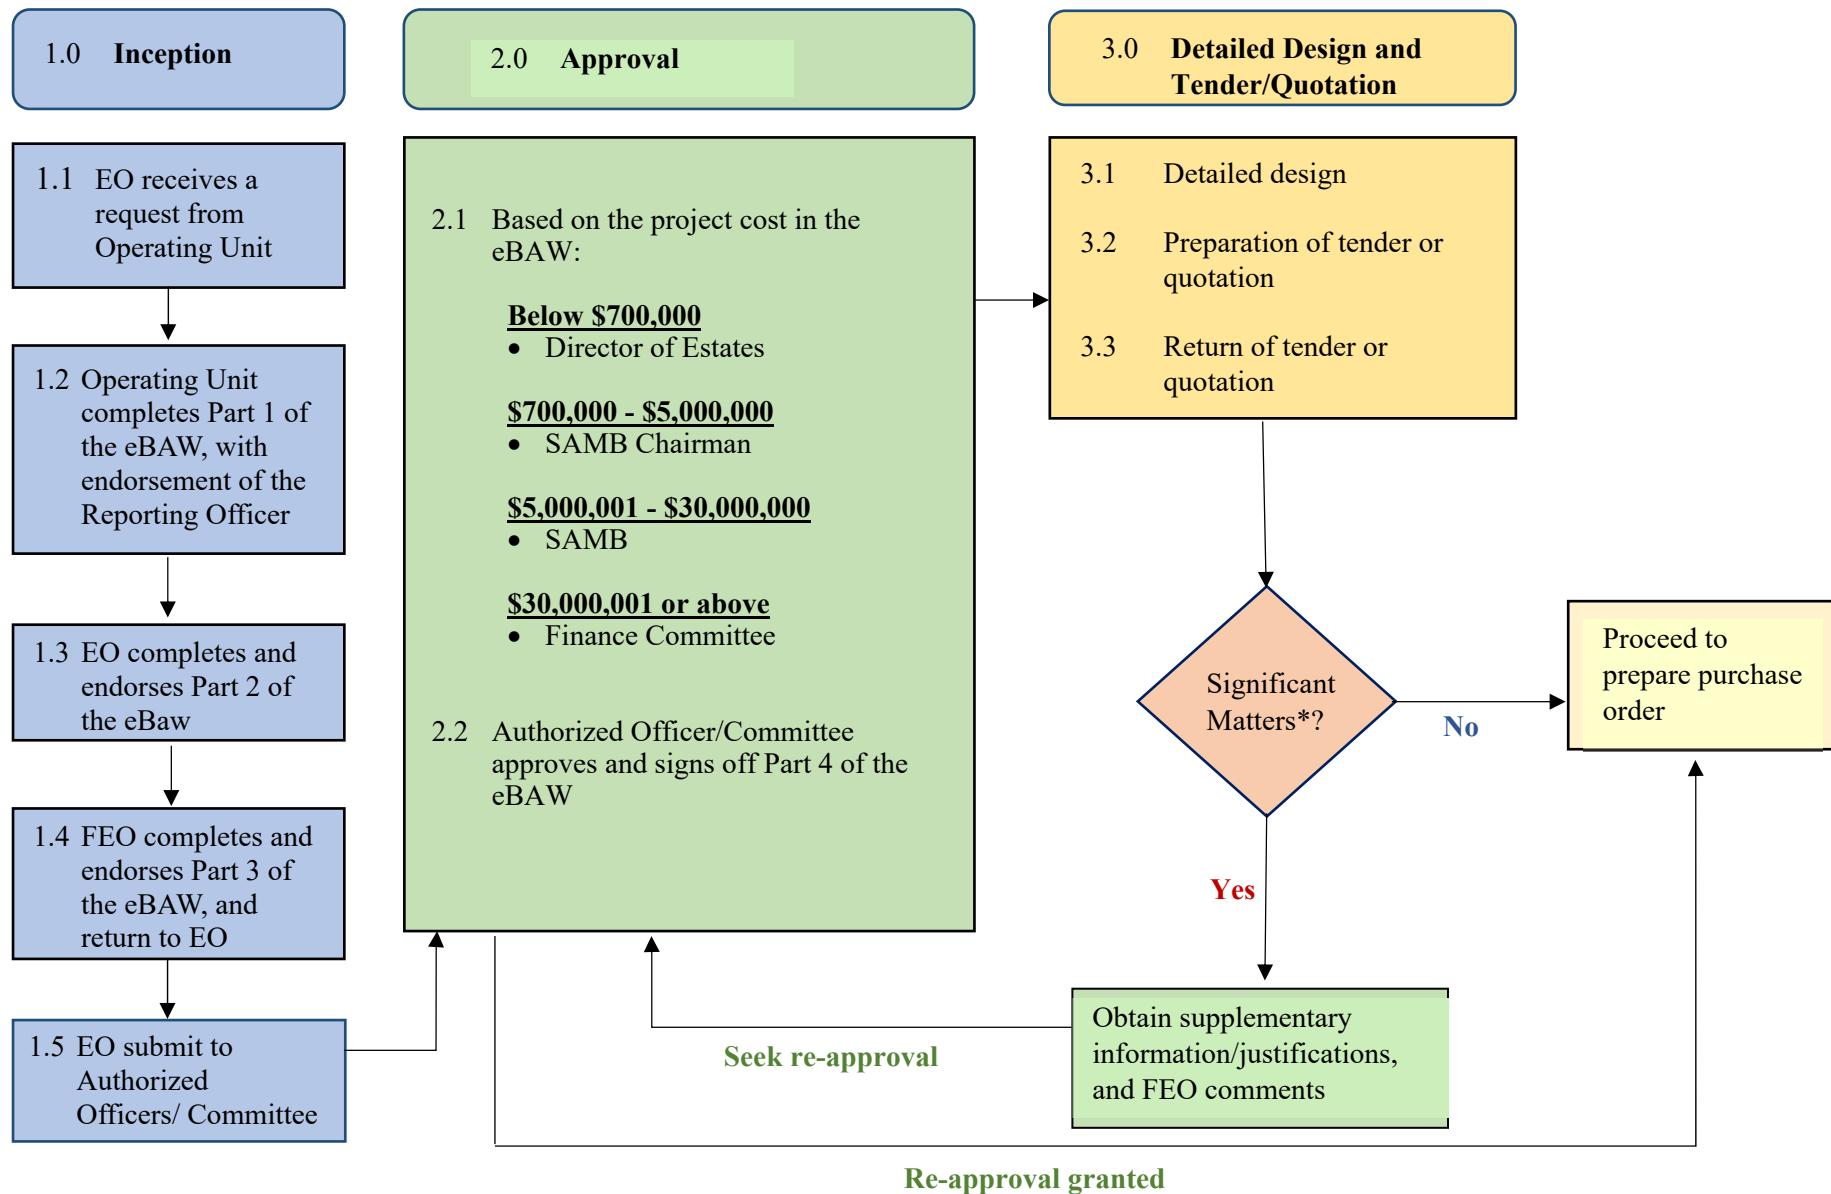 1.0 Inception
1.1 EO receives a
request from
Operating Unit
1.2 Operating Unit
completes Part 1 of
the eBAW, with
endorsement of the
Reporting Officer
1.3 EO completes and
endorses Part 2 of
the eBaw
1.4 FEO completes and
endorses Part 3 of
the eBAW, and
return to EO
1.5 EO submit to
Authorized
Officers/ Committee
2.0 Approval
2.1 Based on the project cost in the
eBAW:
Below $700,000
• Director of Estates
$700,000 - $5,000,000
• SAMB Chairman
$5,000,001 - $30,000,000
• SAMB
$30,000,001 or above
• Finance Committee
2.2 Authorized Officer/Committee
approves and signs off Part 4 of the
eBAW
3.0 Detailed Design and
Tender/Quotation
3.1 Detailed design
3.2 Preparation of tender or
quotation
3.3 Return of tender or
quotation
Significant
Matters*?
No
Proceed to
prepare purchase
order
Yes
Obtain supplementary
information/justifications,
and FEO comments
Seek re-approval
Re-approval granted